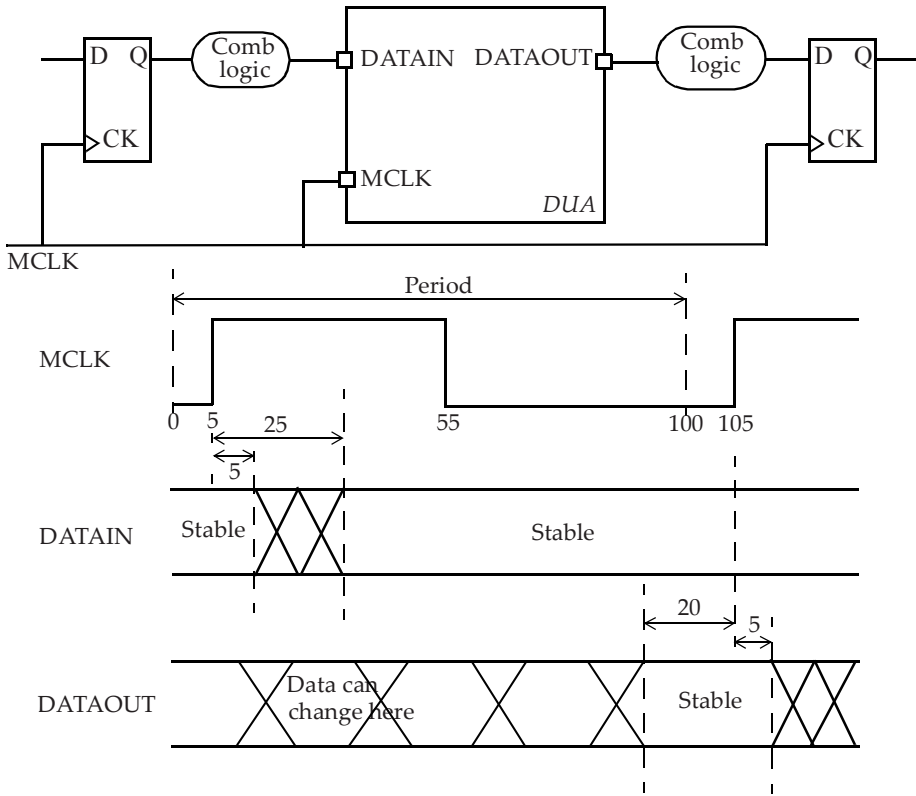 D Q
CK
Comb
logic
DATAIN
DATAOUT
MCLK
DUA
Comb
logic
D Q
CK
MCLK
Period
MCLK
0
5
55
100
105
25
5
DATAIN
Stable
Stable
20
5
DATAOUT
Data can
change here
Stable